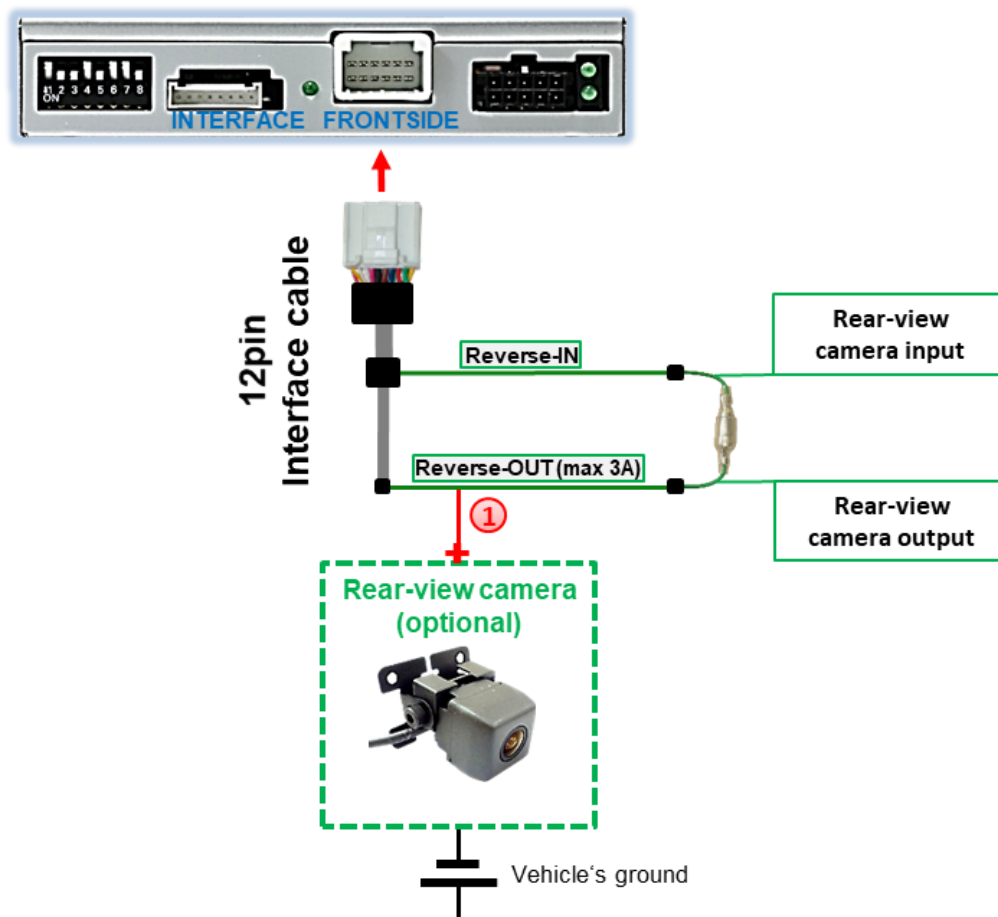 1 2 3 4 5 6 7 8
ON
INTERFACE FRONTSIDE
12pin
Interface cable
Reverse-IN
Rear-view
camera input
Reverse-OUT (max 3A)
1
Rear-view
camera output
Rear-view camera
(optional)
Vehicle‘s ground